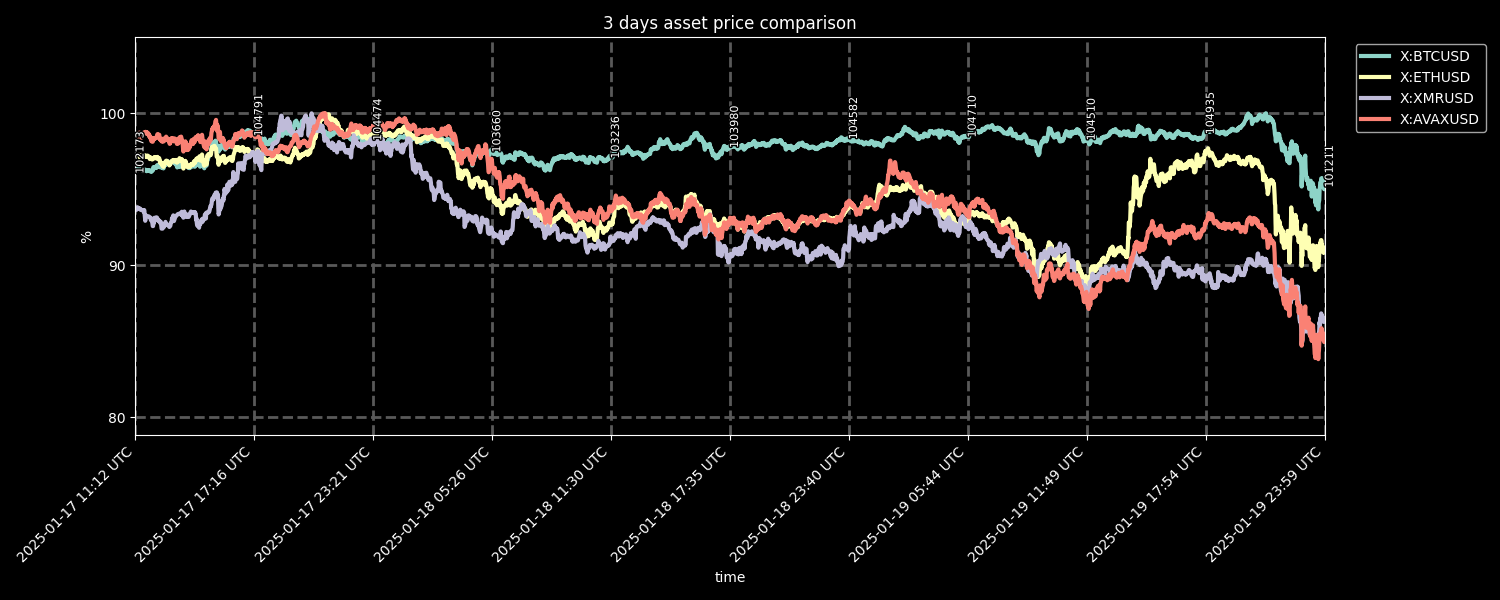 3 days asset price comparison
X:BTCUSD
X:ETHUSD
X:XMRUSD
X:AVAXUSD
%
100
90
80
102173
104791
104474
103660
103236
103980
104582
104710
104510
104935
101211
2025-01-17 11:12 UTC
2025-01-17 17:16 UTC
2025-01-17 23:21 UTC
2025-01-18 05:26 UTC
2025-01-18 11:30 UTC
2025-01-18 17:35 UTC
2025-01-18 23:40 UTC
2025-01-19 05:44 UTC
2025-01-19 11:49 UTC
2025-01-19 17:54 UTC
2025-01-19 23:59 UTC
time